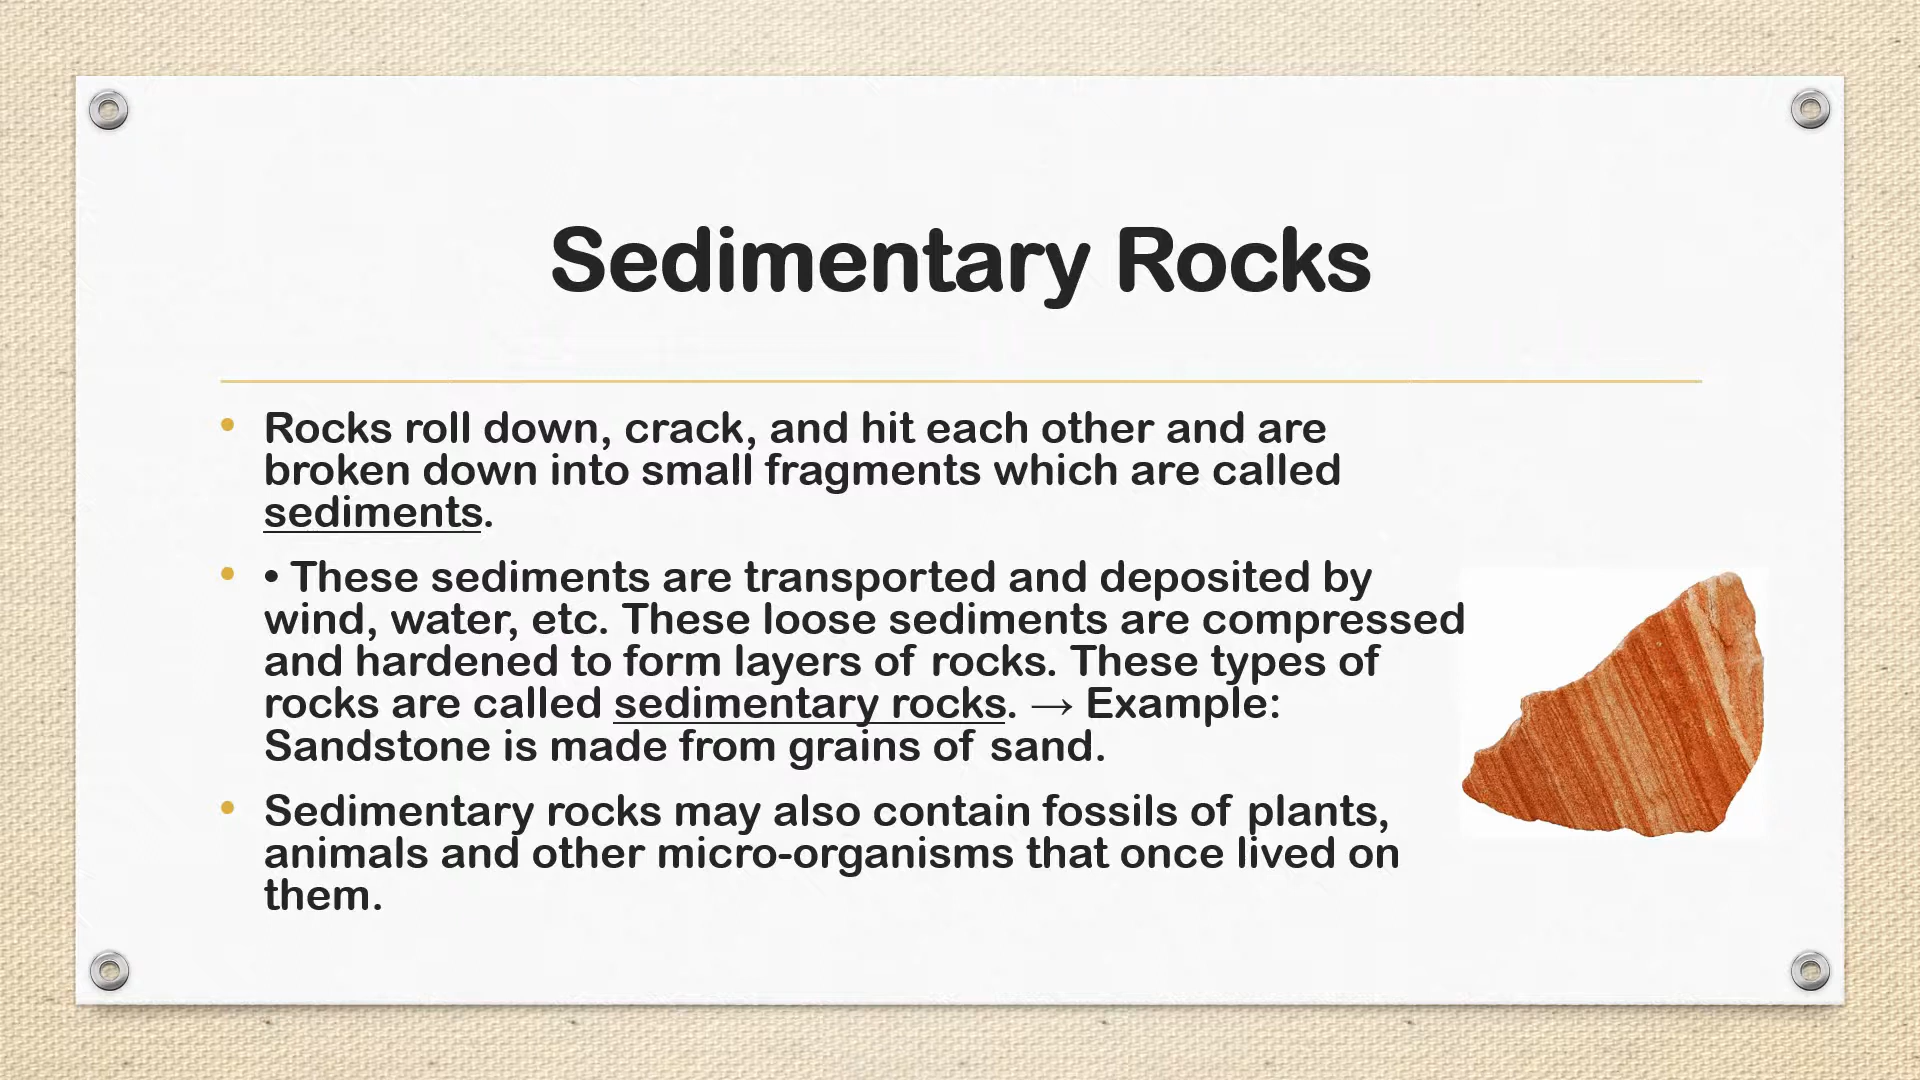 Sedimentary Rocks
• Rocks roll down, crack, and hit each other and are
broken down into small fragments which are called
sediments.
• • These sediments are transported and deposited by
wind, water, etc. These loose sediments are compressed
and hardened to form layers of rocks. These types of
rocks are called sedimentary rocks. → Example:
Sandstone is made from grains of sand.
• Sedimentary rocks may also contain fossils of plants,
animals and other micro-organisms that once lived on
them.